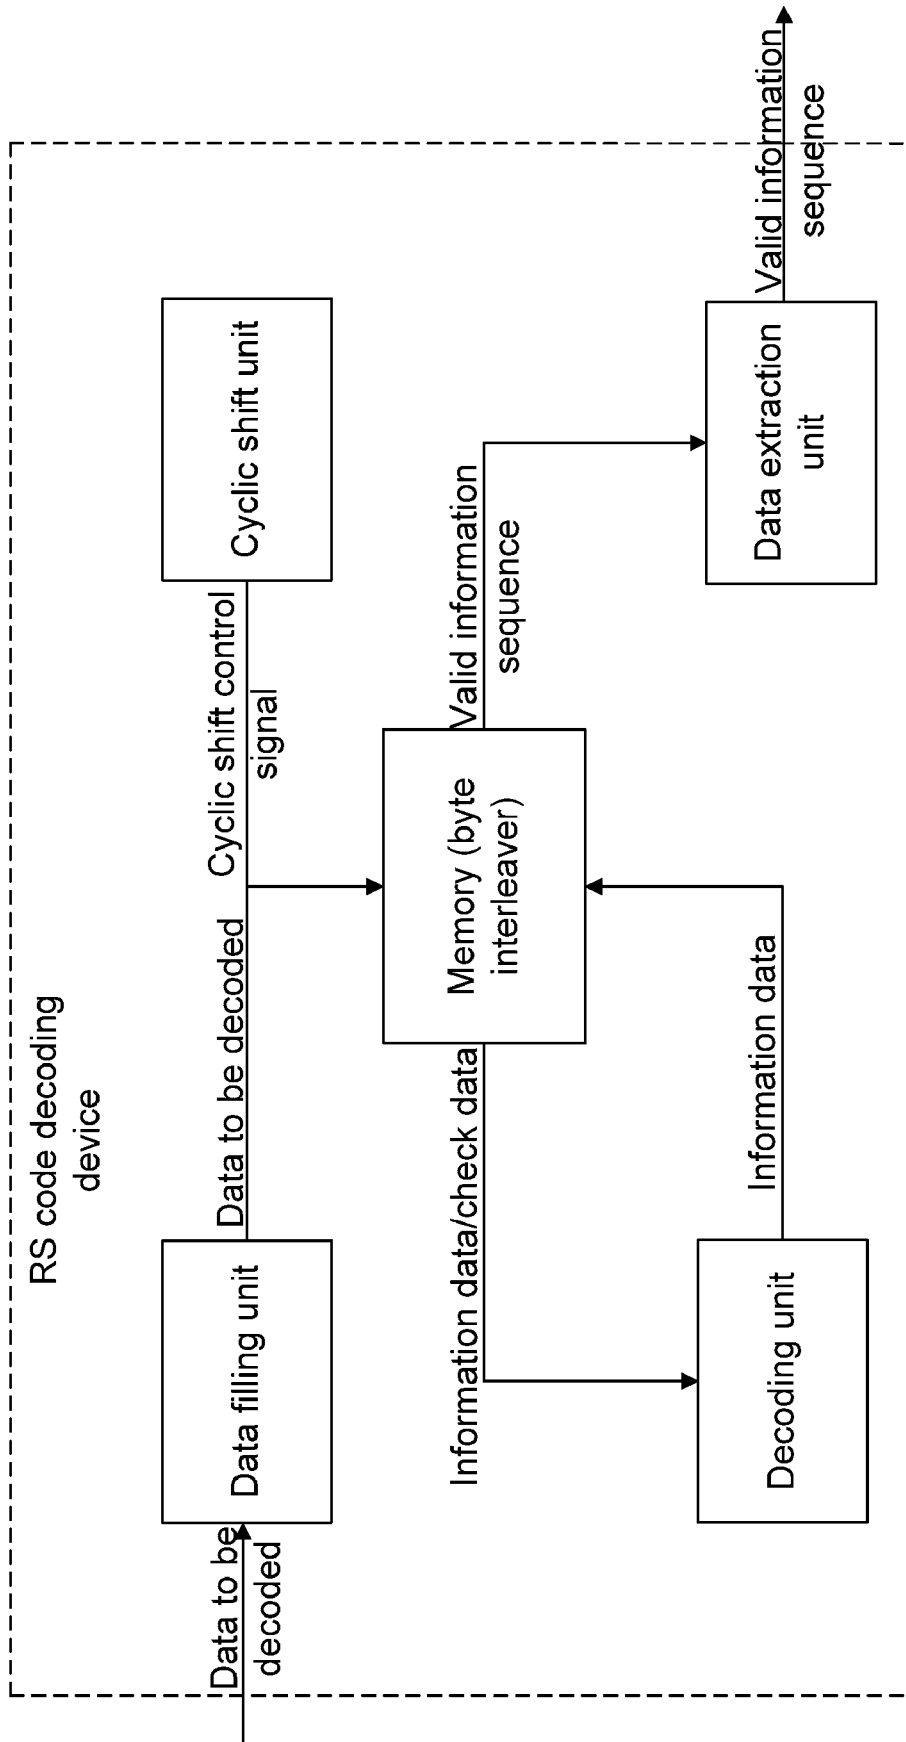 RS code decoding
device
Data to be
decoded
Data filling unit
Data to be decoded
Cyclic shift control
signal
Cyclic shift unit
Information data/check data
Memory (byte
interleaver)
Valid information
sequence
Decoding unit
Information data
Data extraction
unit
Valid information
sequence